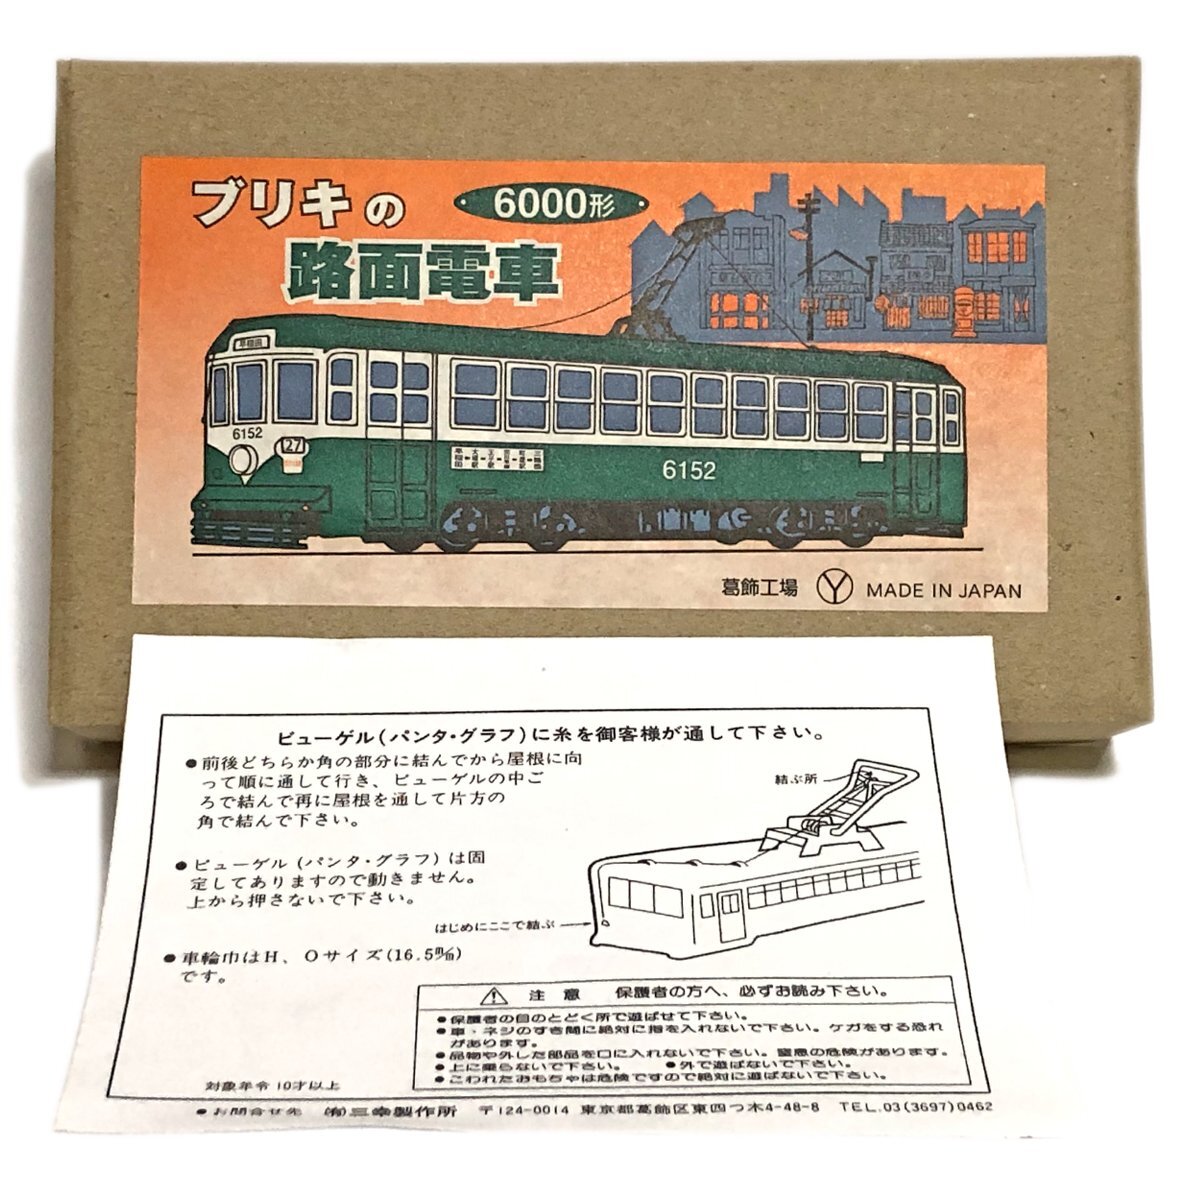 ブリキの
6000形
路面電車
早稲田
6152
27
6152
葛飾工場 Y MADE IN JAPAN
ビューゲル(パンタ・グラフ)に糸を御客様が通して下さい。
●前後どちらか角の部分に結んでから屋根に向
って順に通して行き、ビューゲルの中ご
ろで結んで再に屋根を通して片方の
角で結んで下さい。
結ぶ所
●ビューゲル(パンタ・グラフ)は固
定してありますので動きません。
上から押さないで下さい。
はじめにここで結ぶ
●車輪巾はH、Oサイズ(16.5㎜)
です。
注意 保護者の方へ、必ずお読み下さい。
●保護者の目のとどく所で遊ばせて下さい。
●車・ネジのすき間に絶対に指を入れないで下さい。ケガをする恐れ
があります。
●品物や外した部品を口に入れないで下さい。窒息の危険があります。
●上に乗らないで下さい。 ●外で遊ばないで下さい。
●こわれたおもちゃは危険ですので絶対に遊ばないで下さい。
対象年令 10才以上
●お問合せ先 ㈲三幸製作所 〒124-0014 東京都葛飾区東四つ木4-48-8 TEL.03(3697)0462